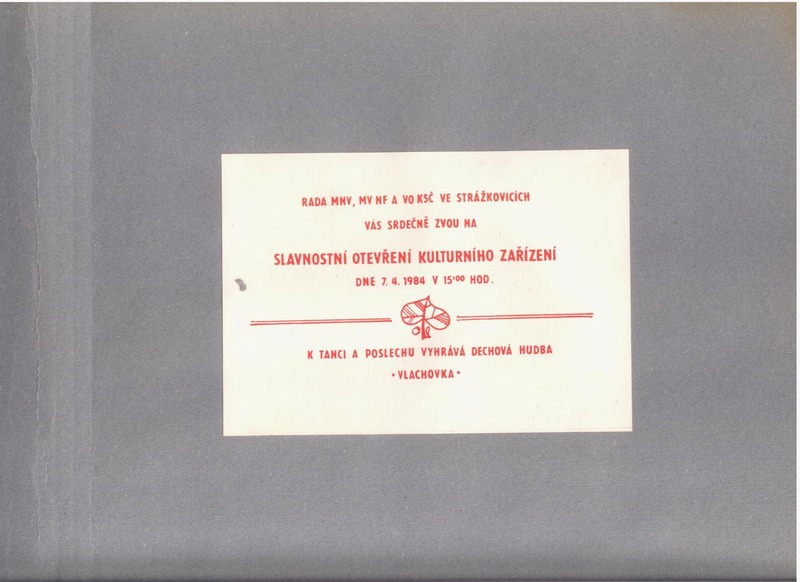 RADA MNV, MV NF A VO KSČ VE STRÁŽKOVICÍCH
VÁS SRDEČNĚ ZVOU NA
SLAVNOSTNÍ OTEVŘENÍ KULTURNÍHO ZAŘÍZENÍ
DNE 7. 4. 1984 V 15'00 HOD.
K TANCI A POSLECHU VYHRÁVÁ DECHOVÁ HUDBA
• VLACHOVKA •